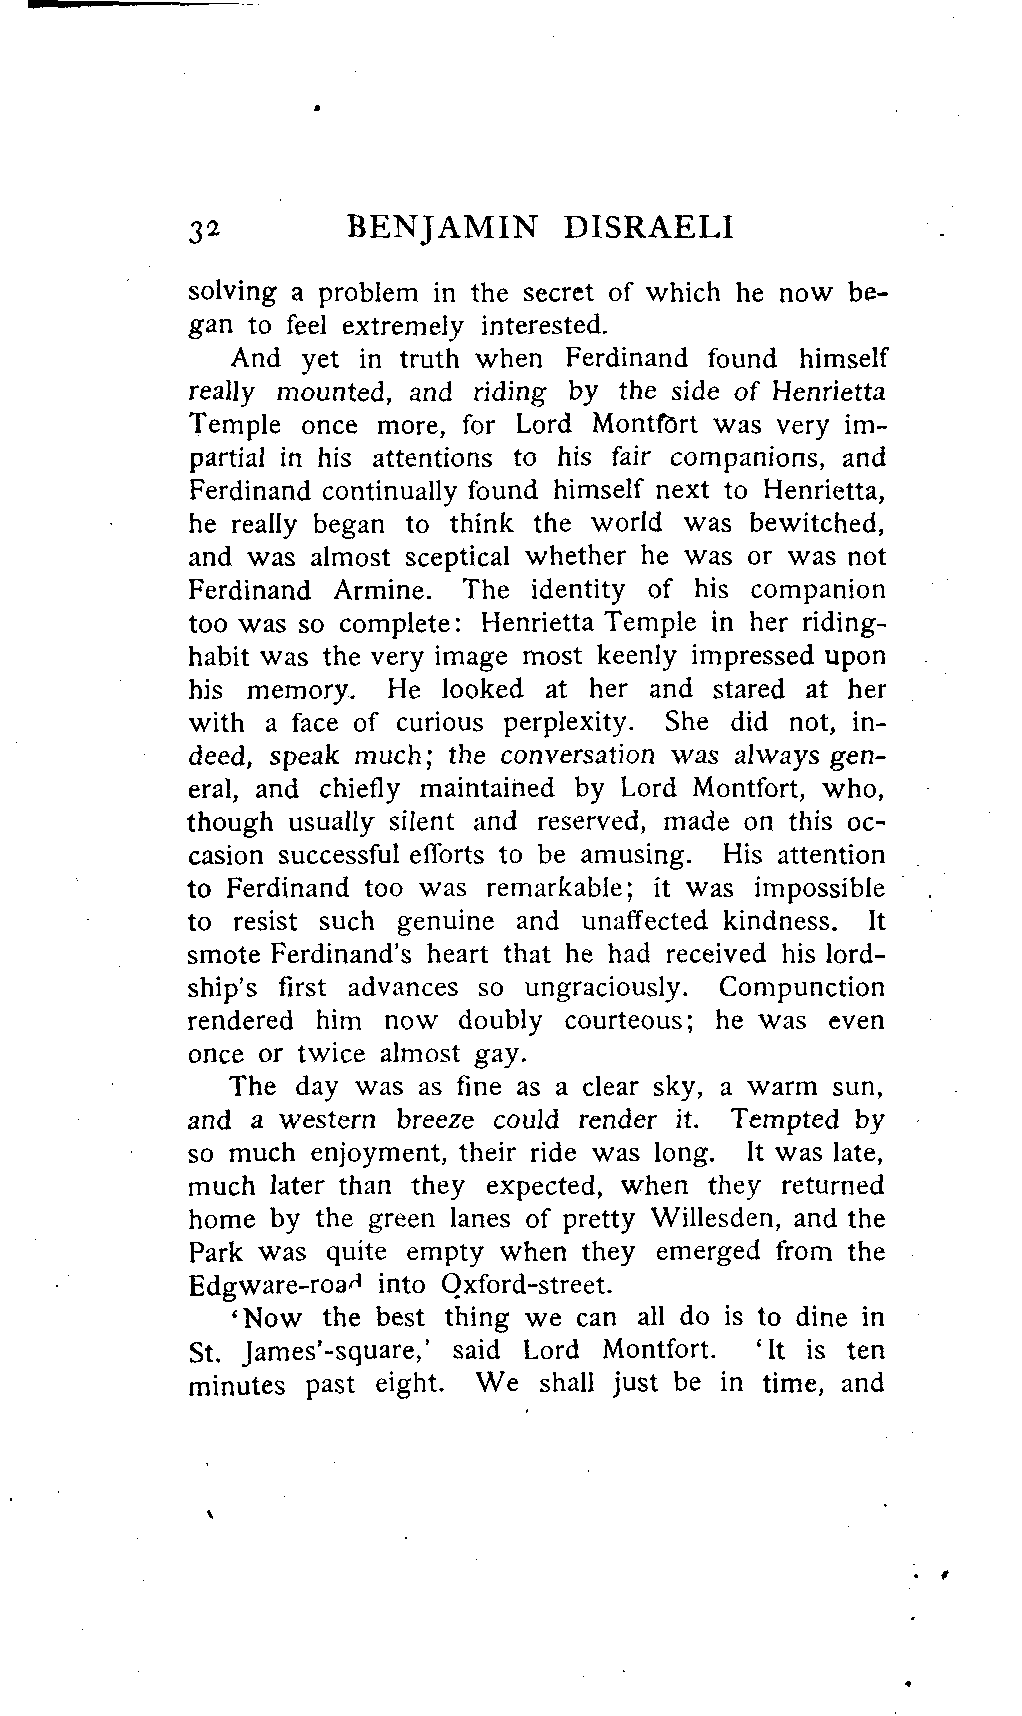 32 BENJAMIN DISRAELI
solving a problem in the secret of which he now be-
gan to feel extremely interested.
And yet in truth when Ferdinand found himself
really mounted, and riding by the side of Henrietta
Temple once more, for Lord Montfort was very im-
partial in his attentions to his fair companions, and
Ferdinand continually found himself next to Henrietta,
he really began to think the world was bewitched,
and was almost sceptical whether he was or was not
Ferdinand Armine. The identity of his companion
too was so complete: Henrietta Temple in her riding-
habit was the very image most keenly impressed upon
his memory. He looked at her and stared at her
with a face of curious perplexity. She did not, in-
deed, speak much; the conversation was always gen-
eral, and chiefly maintained by Lord Montfort, who,
though usually silent and reserved, made on this oc-
casion successful efforts to be amusing. His attention
to Ferdinand too was remarkable; it was impossible
to resist such genuine and unaffected kindness. It
smote Ferdinand's heart that he had received his lord-
ship's first advances so ungraciously. Compunction
rendered him now doubly courteous; he was even
once or twice almost gay.
The day was as fine as a clear sky, a warm sun,
and a western breeze could render it. Tempted by
so much enjoyment, their ride was long. It was late,
much later than they expected, when they returned
home by the green lanes of pretty Willesden, and the
Park was quite empty when they emerged from the
Edgware-road into Oxford-street.
‘Now the best thing we can all do is to dine in
St. James'-square,' said Lord Montfort. ‘It is ten
minutes past eight. We shall just be in time, and